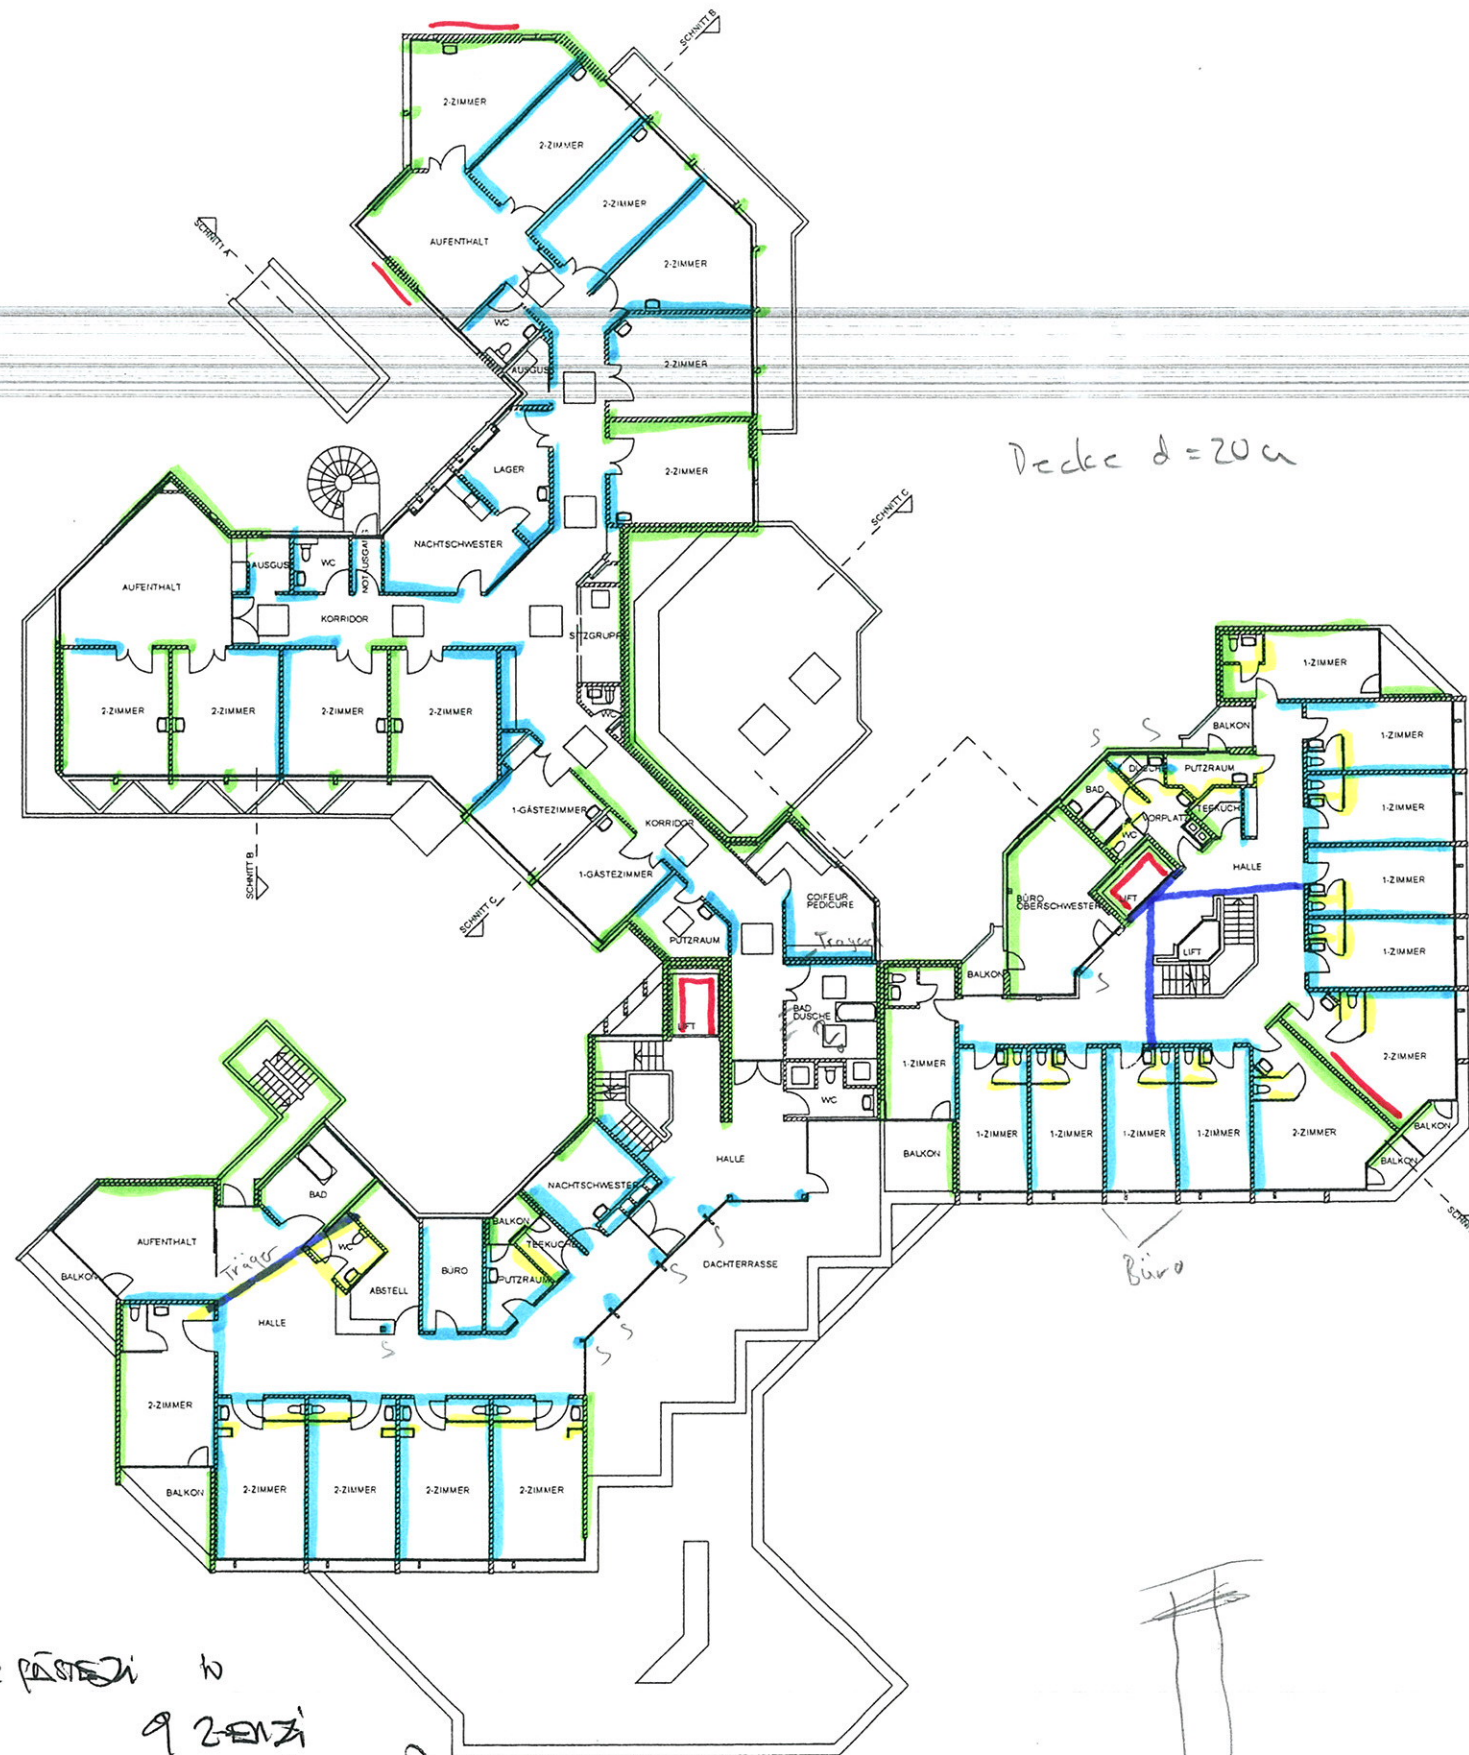 SCHNITT B
2-ZIMMER
2-ZIMMER
2-ZIMMER
SCHNITT A
AUFENTHALT
2-ZIMMER
WC
AUSGUSS
2-ZIMMER
Decke d = 20 cm
LAGER
2-ZIMMER
SCHNITT C
NACHTSCHWESTER
AUSGUSS
WC
NOTAUSGANG
AUFENTHALT
KORRIDOR
SITZGRUPPE
2-ZIMMER
2-ZIMMER
2-ZIMMER
2-ZIMMER
WC
1-ZIMMER
BALKON
S
S
1-ZIMMER
DUSCHE
PUTZRAUM
BAD
1-GÄSTEZIMMER
KORRIDOR
VORPLATZ
TEEKÜCHE
1-ZIMMER
WC
SCHNITT B
1-GÄSTEZIMMER
HALLE
1-ZIMMER
COIFFEUR
PEDICURE
BÜRO
OBERSCHWESTER
LIFT
SCHNITT C
PUTZRAUM
Träger
LIFT
1-ZIMMER
BALKON
S
BAD
DUSCHE
LIFT
1-ZIMMER
2-ZIMMER
WC
HALLE
BALKON
1-ZIMMER
1-ZIMMER
1-ZIMMER
1-ZIMMER
2-ZIMMER
BALKON
BALKON
BAD
NACHTSCHWESTER
AUFENTHALT
WC
BALKON
TEEKÜCHE
S
DACHTERRASSE
Träger
BALKON
BÜRO
PUTZRAUM
S
Büro
ABSTELL
HALLE
S
S
S
2-ZIMMER
BALKON
2-ZIMMER
2-ZIMMER
2-ZIMMER
2-ZIMMER